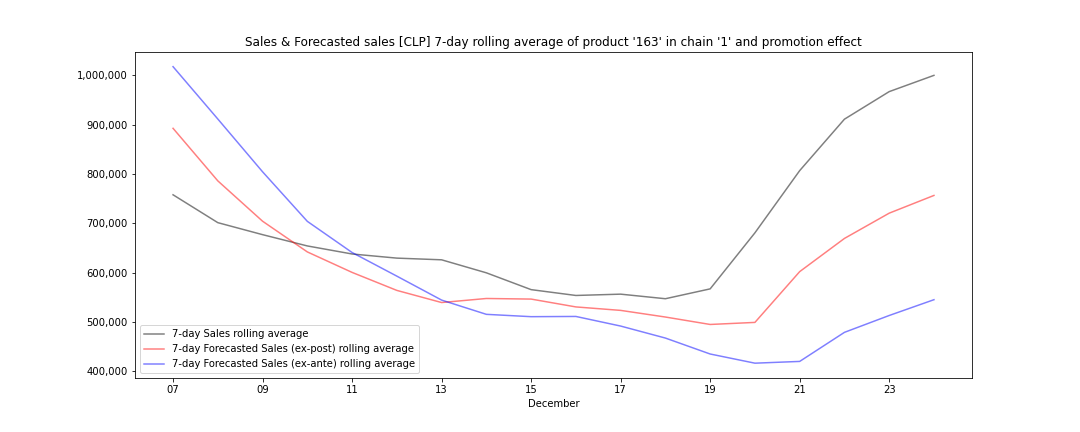 Sales & Forecasted sales [CLP] 7-day rolling average of product '163' in chain '1' and promotion effect
1,000,000
900,000
800,000
700,000
600,000
500,000
400,000
7-day Sales rolling average
7-day Forecasted Sales (ex-post) rolling average
7-day Forecasted Sales (ex-ante) rolling average
07 09 11 13 15 17 19 21 23
December